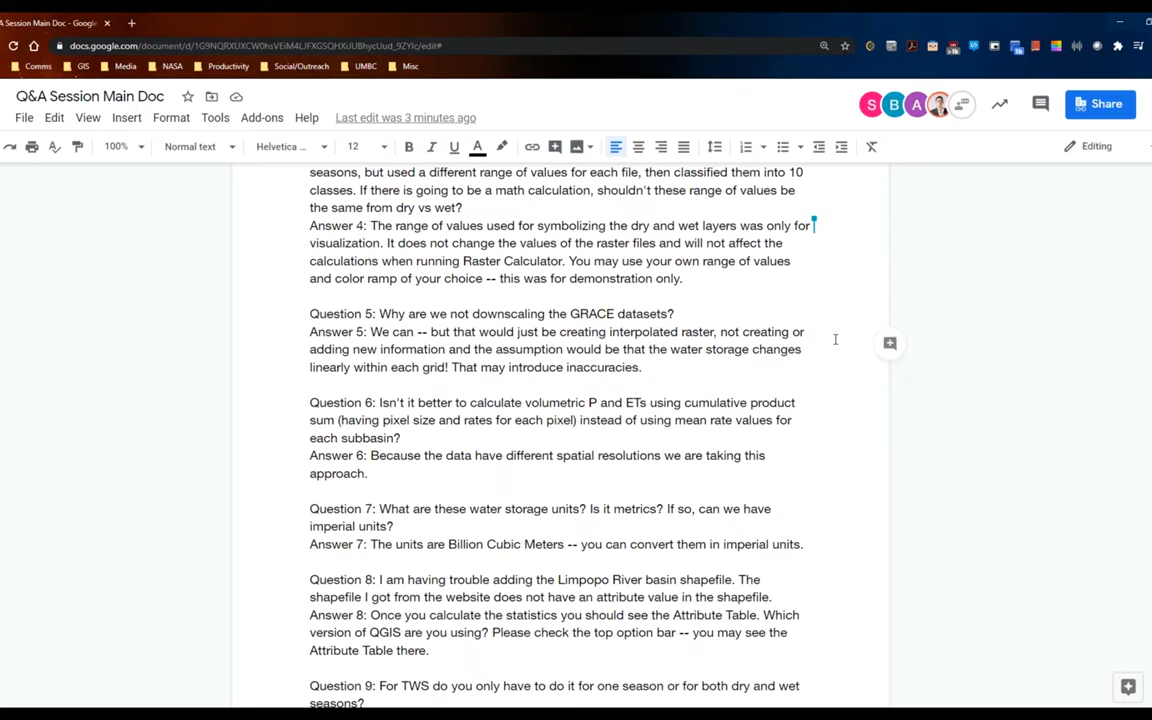 A Session Main Doc - Google
docs.google.com/document/d/1G9NQRXUXCW0hsVEiM4LJFXG5QHXiJUBhycUud_9ZYIc/edit#
Comms GIS Media NASA Productivity Social/Outreach UMBC Misc
Q&A Session Main Doc
S B A Share
File Edit View Insert Format Tools Add-ons Help Last edit was 3 minutes ago
100% Normal text Helvetica ... 12 B I U A Editing
seasons, but used a different range of values for each file, then classified them into 10
classes. If there is going to be a math calculation, shouldn't these range of values be
the same from dry vs wet?
Answer 4: The range of values used for symbolizing the dry and wet layers was only for
visualization. It does not change the values of the raster files and will not affect the
calculations when running Raster Calculator. You may use your own range of values
and color ramp of your choice -- this was for demonstration only.
Question 5: Why are we not downscaling the GRACE datasets?
Answer 5: We can -- but that would just be creating interpolated raster, not creating or
adding new information and the assumption would be that the water storage changes
linearly within each grid! That may introduce inaccuracies.
Question 6: Isn't it better to calculate volumetric P and ETs using cumulative product
sum (having pixel size and rates for each pixel) instead of using mean rate values for
each subbasin?
Answer 6: Because the data have different spatial resolutions we are taking this
approach.
Question 7: What are these water storage units? Is it metrics? If so, can we have
imperial units?
Answer 7: The units are Billion Cubic Meters -- you can convert them in imperial units.
Question 8: I am having trouble adding the Limpopo River basin shapefile. The
shapefile I got from the website does not have an attribute value in the shapefile.
Answer 8: Once you calculate the statistics you should see the Attribute Table. Which
version of QGIS are you using? Please check the top option bar -- you may see the
Attribute Table there.
Question 9: For TWS do you only have to do it for one season or for both dry and wet
seasons?